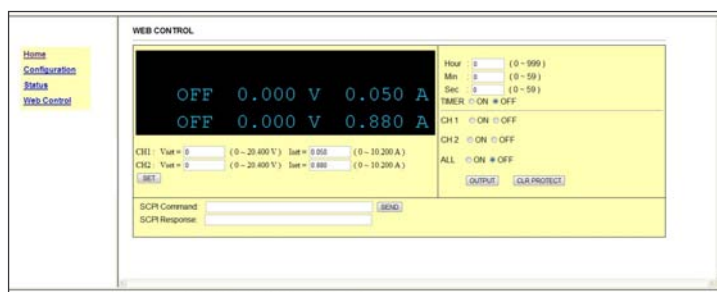 WEB CONTROL
Home
Configuration
Status
Web Control
OFF 0.000 V 0.050 A
OFF 0.000 V 0.880 A
CH1 : Vset = 0 ( 0 ~ 20.400 V ) Iset = 0.050 ( 0 ~ 10.200 A )
CH2 : Vset = 0 ( 0 ~ 20.400 V ) Iset = 0.880 ( 0 ~ 10.200 A )
SET
Hour : 0 ( 0 ~ 999 )
Min : 0 ( 0 ~ 59 )
Sec : 0 ( 0 ~ 59 )
TIMER ON OFF
CH 1 ON OFF
CH 2 ON OFF
ALL ON OFF
OUTPUT CLR PROTECT
SCPI Command: SEND
SCPI Response: